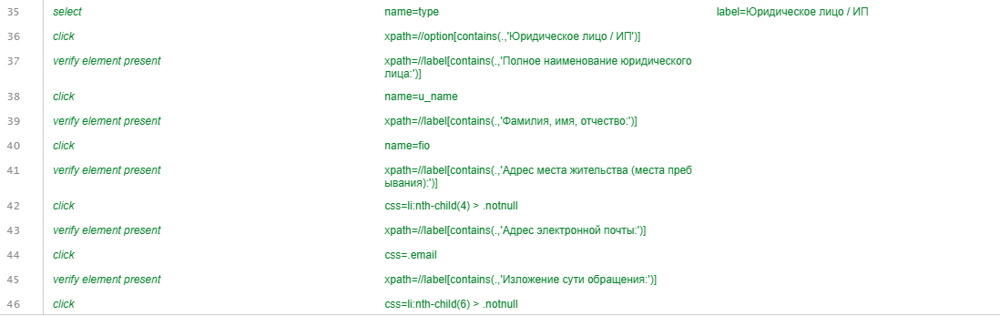 35 select name=type label=Юридическое лицо / ИП
36 click xpath=//option[contains(.,'Юридическое лицо / ИП')]
37 verify element present xpath=//label[contains(.,'Полное наименование юридического
лица:')]
38 click name=u_name
39 verify element present xpath=//label[contains(.,'Фамилия, имя, отчество:')]
40 click name=fio
41 verify element present xpath=//label[contains(.,'Адрес места жительства (места преб
ывания):')]
42 click css=li:nth-child(4) > .notnull
43 verify element present xpath=//label[contains(.,'Адрес электронной почты:')]
44 click css=.email
45 verify element present xpath=//label[contains(.,'Изложение сути обращения:')]
46 click css=li:nth-child(6) > .notnull